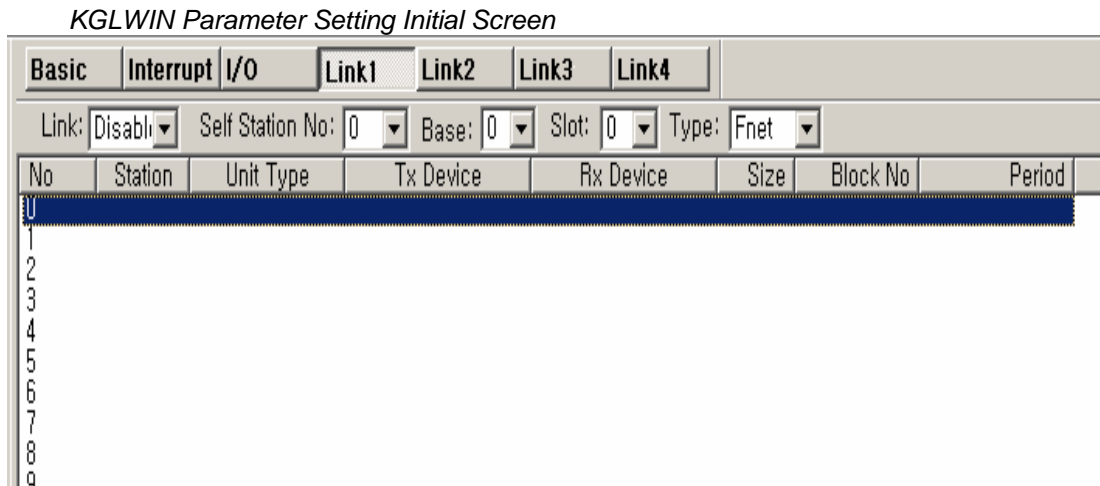 KGLWIN Parameter Setting Initial Screen
Basic Interrupt I/O Link1 Link2 Link3 Link4
Link: Disabl Self Station No: 0 Base: 0 Slot: 0 Type: Fnet
No Station Unit Type Tx Device Rx Device Size Block No Period
0
1
2
3
4
5
6
7
8
9